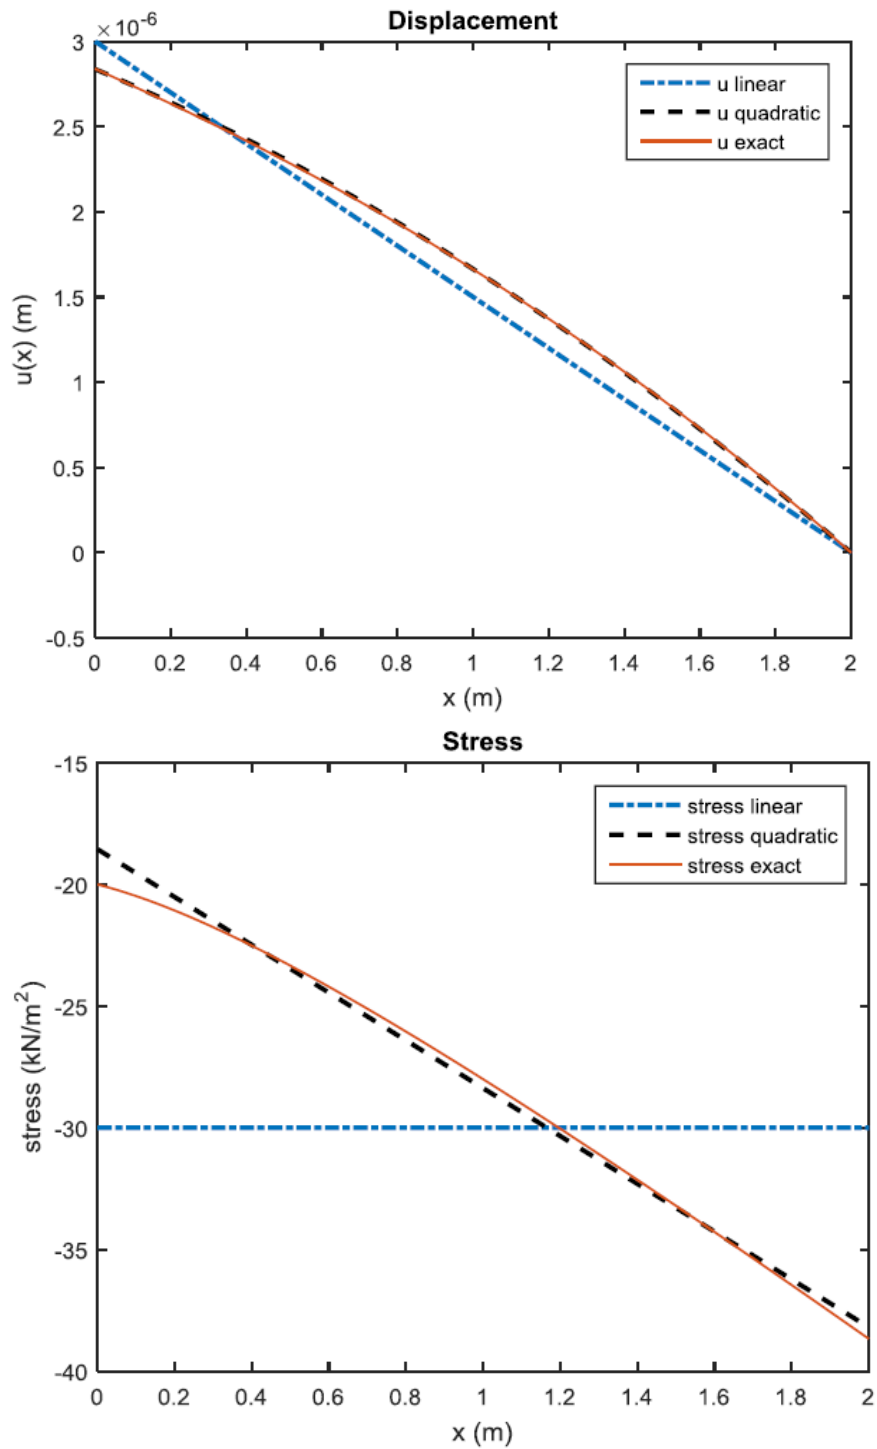 ×10⁻⁶
Displacement
3
2.5
2
1.5
1
0.5
0
-0.5
u(x) (m)
u linear
u quadratic
u exact
0 0.2 0.4 0.6 0.8 1 1.2 1.4 1.6 1.8 2
x (m)
Stress
-15
-20
-25
-30
-35
-40
stress (kN/m²)
stress linear
stress quadratic
stress exact
0 0.2 0.4 0.6 0.8 1 1.2 1.4 1.6 1.8 2
x (m)